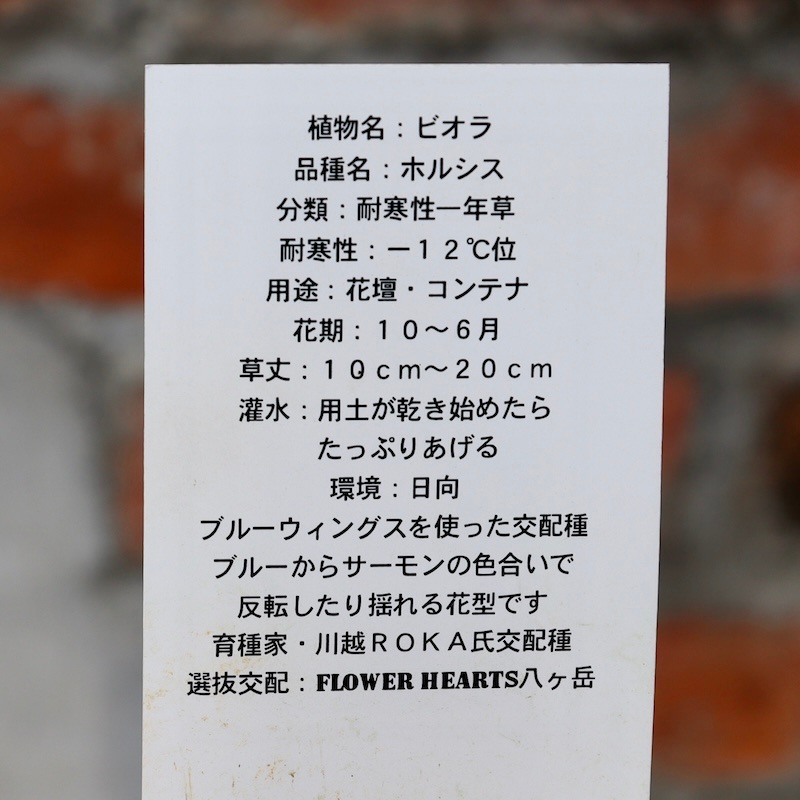 植物名：ビオラ
品種名：ホルシス
分類：耐寒性一年草
耐寒性：－１２℃位
用途：花壇・コンテナ
花期：１０～６月
草丈：１０ｃｍ～２０ｃｍ
灌水：用土が乾き始めたら
たっぷりあげる
環境：日向
ブルーウィングスを使った交配種
ブルーからサーモンの色合いで
反転したり揺れる花型です
育種家・川越ＲＯＫＡ氏交配種
選抜交配：FLOWER HEARTS八ヶ岳